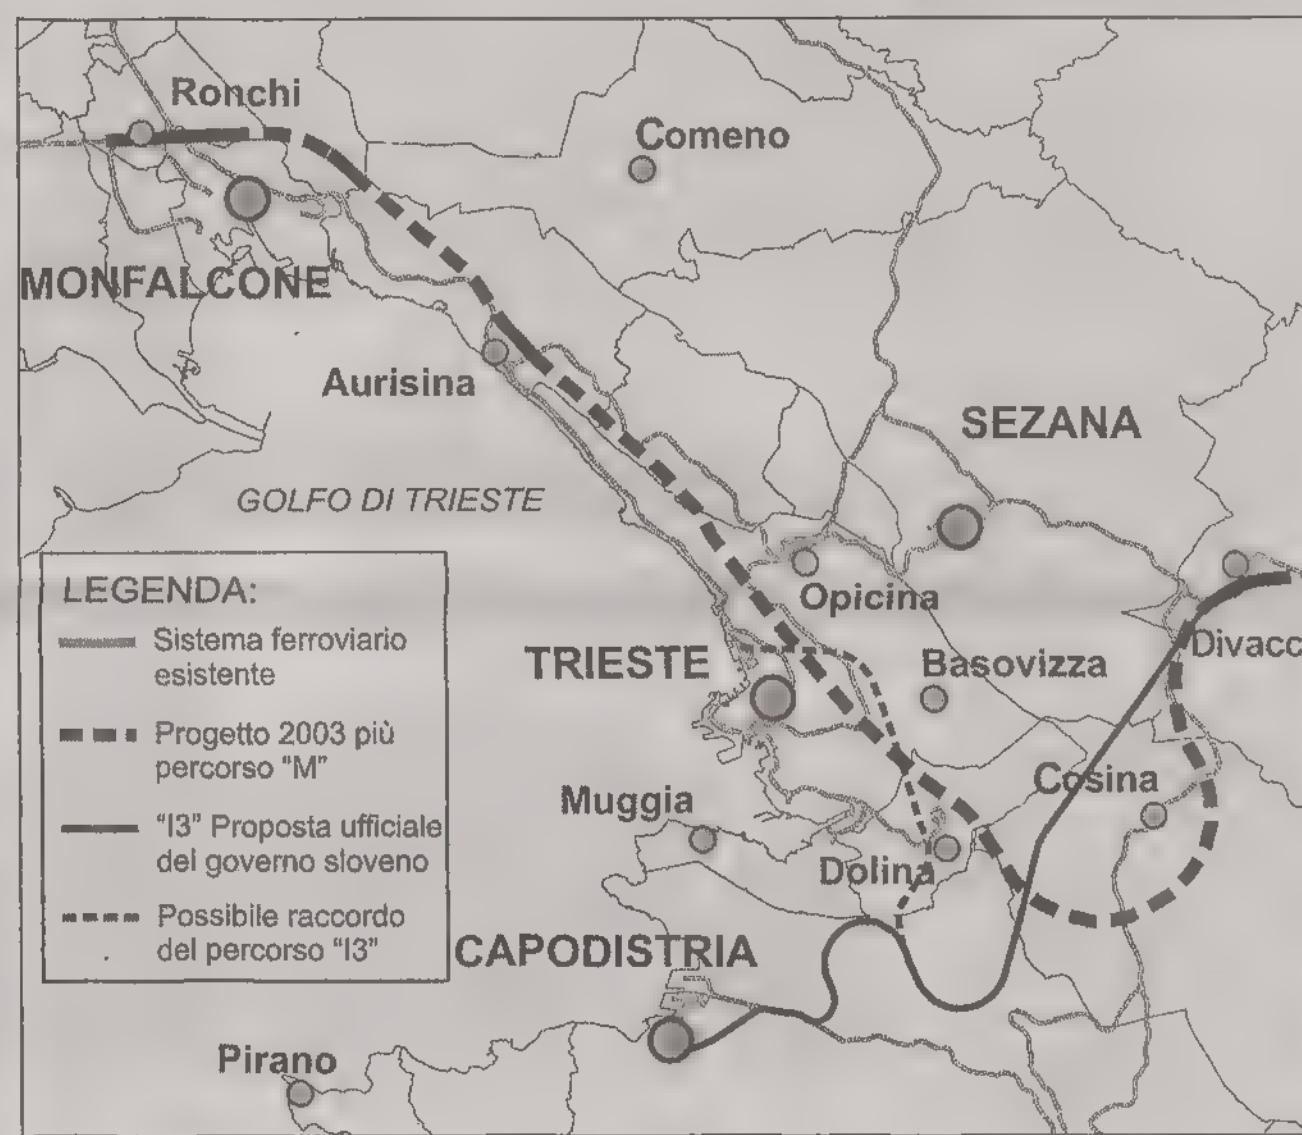 Ronchi
Comeno
MONFALCONE
Aurisina
SEZANA
GOLFO DI TRIESTE
Opicina
TRIESTE
Basovizza
Divacc
Cosina
Muggia
Dolina
CAPODISTRIA
Pirano
LEGENDA:
Sistema ferroviario
esistente
Progetto 2003 più
percorso “M”
“I3” Proposta ufficiale
del governo sloveno
Possibile raccordo
del percorso “I3”